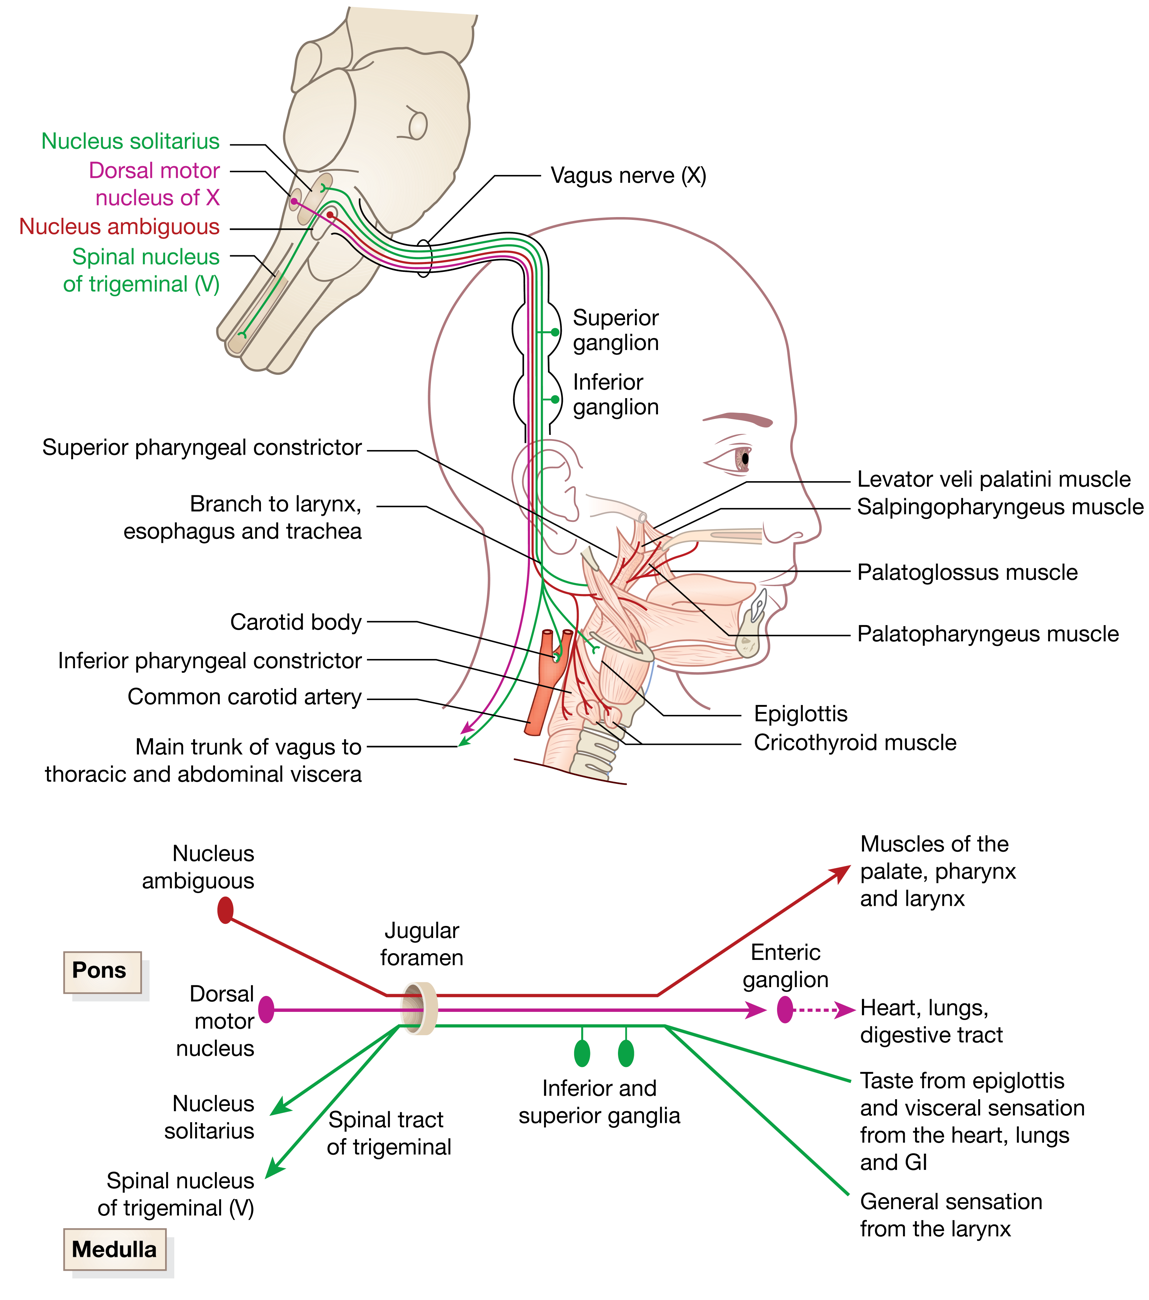 Nucleus solitarius
Dorsal motor
nucleus of X
Nucleus ambiguous
Spinal nucleus
of trigeminal (V)
Vagus nerve (X)
Superior
ganglion
Inferior
ganglion
Superior pharyngeal constrictor
Branch to larynx,
esophagus and trachea
Carotid body
Inferior pharyngeal constrictor
Common carotid artery
Main trunk of vagus to
thoracic and abdominal viscera
Levator veli palatini muscle
Salpingopharyngeus muscle
Palatoglossus muscle
Palatopharyngeus muscle
Epiglottis
Cricothyroid muscle
Nucleus
ambiguous
Pons
Dorsal
motor
nucleus
Nucleus
solitarius
Spinal nucleus
of trigeminal (V)
Medulla
Jugular
foramen
Spinal tract
of trigeminal
Inferior and
superior ganglia
Enteric
ganglion
Muscles of the
palate, pharynx
and larynx
Heart, lungs,
digestive tract
Taste from epiglottis
and visceral sensation
from the heart, lungs
and GI
General sensation
from the larynx